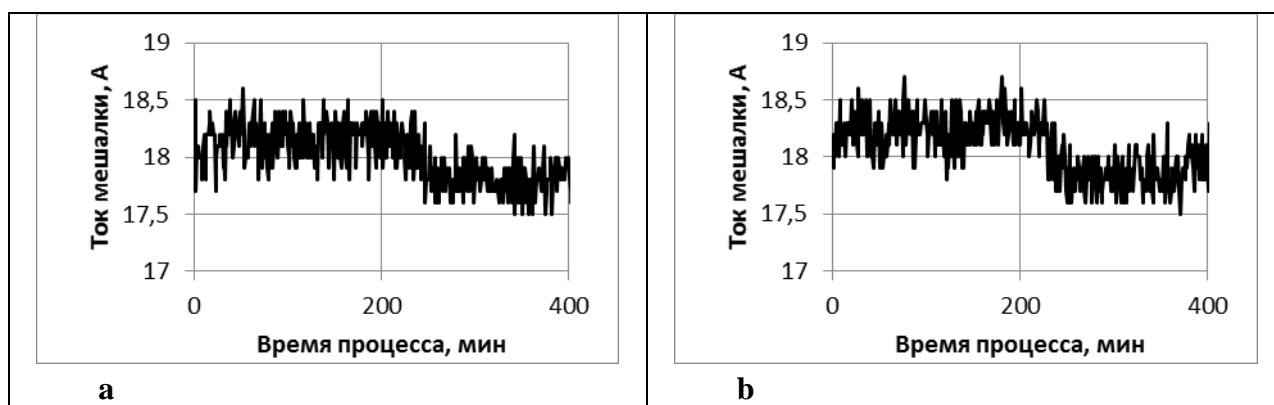 Ток мешалки, А
19
18,5
18
17,5
17
0
200
400
Время процесса, мин
a
Ток мешалки, А
19
18,5
18
17,5
17
0
200
400
Время процесса, мин
b